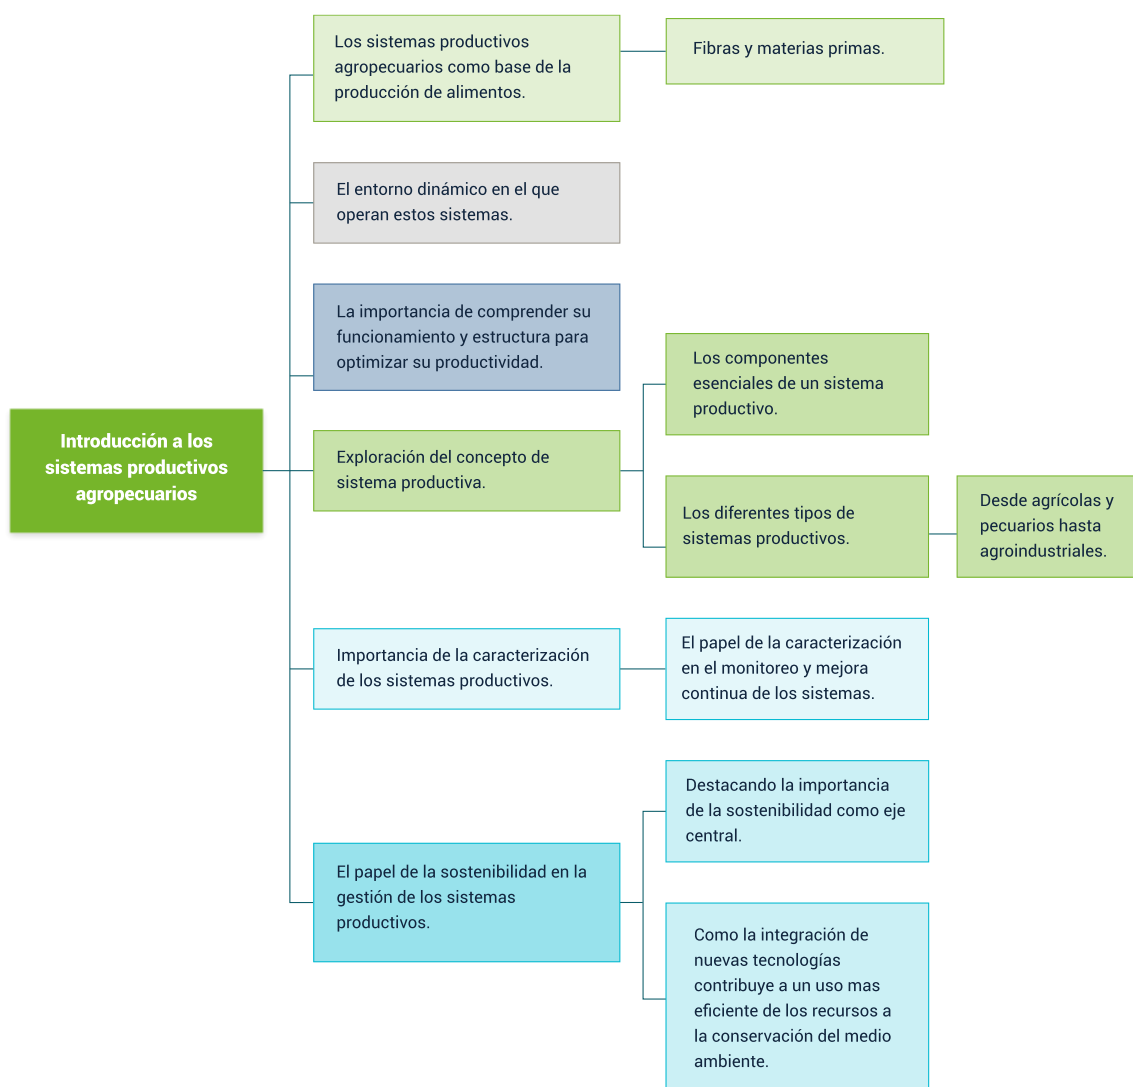 Los sistemas productivos
agropecuarios como base de la
producción de alimentos.
Fibras y materias primas.
El entorno dinámico en el que
operan estos sistemas.
La importancia de comprender su
funcionamiento y estructura para
optimizar su productividad.
Los componentes
esenciales de un sistema
productivo.
Introducción a los
sistemas productivos
agropecuarios
Exploración del concepto de
sistema productiva.
Los diferentes tipos de
sistemas productivos.
Desde agrícolas y
pecuarios hasta
agroindustriales.
Importancia de la caracterización
de los sistemas productivos.
El papel de la caracterización
en el monitoreo y mejora
continua de los sistemas.
El papel de la sostenibilidad en la
gestión de los sistemas
productivos.
Destacando la importancia
de la sostenibilidad como eje
central.
Como la integración de
nuevas tecnologías
contribuye a un uso mas
eficiente de los recursos a
la conservación del medio
ambiente.